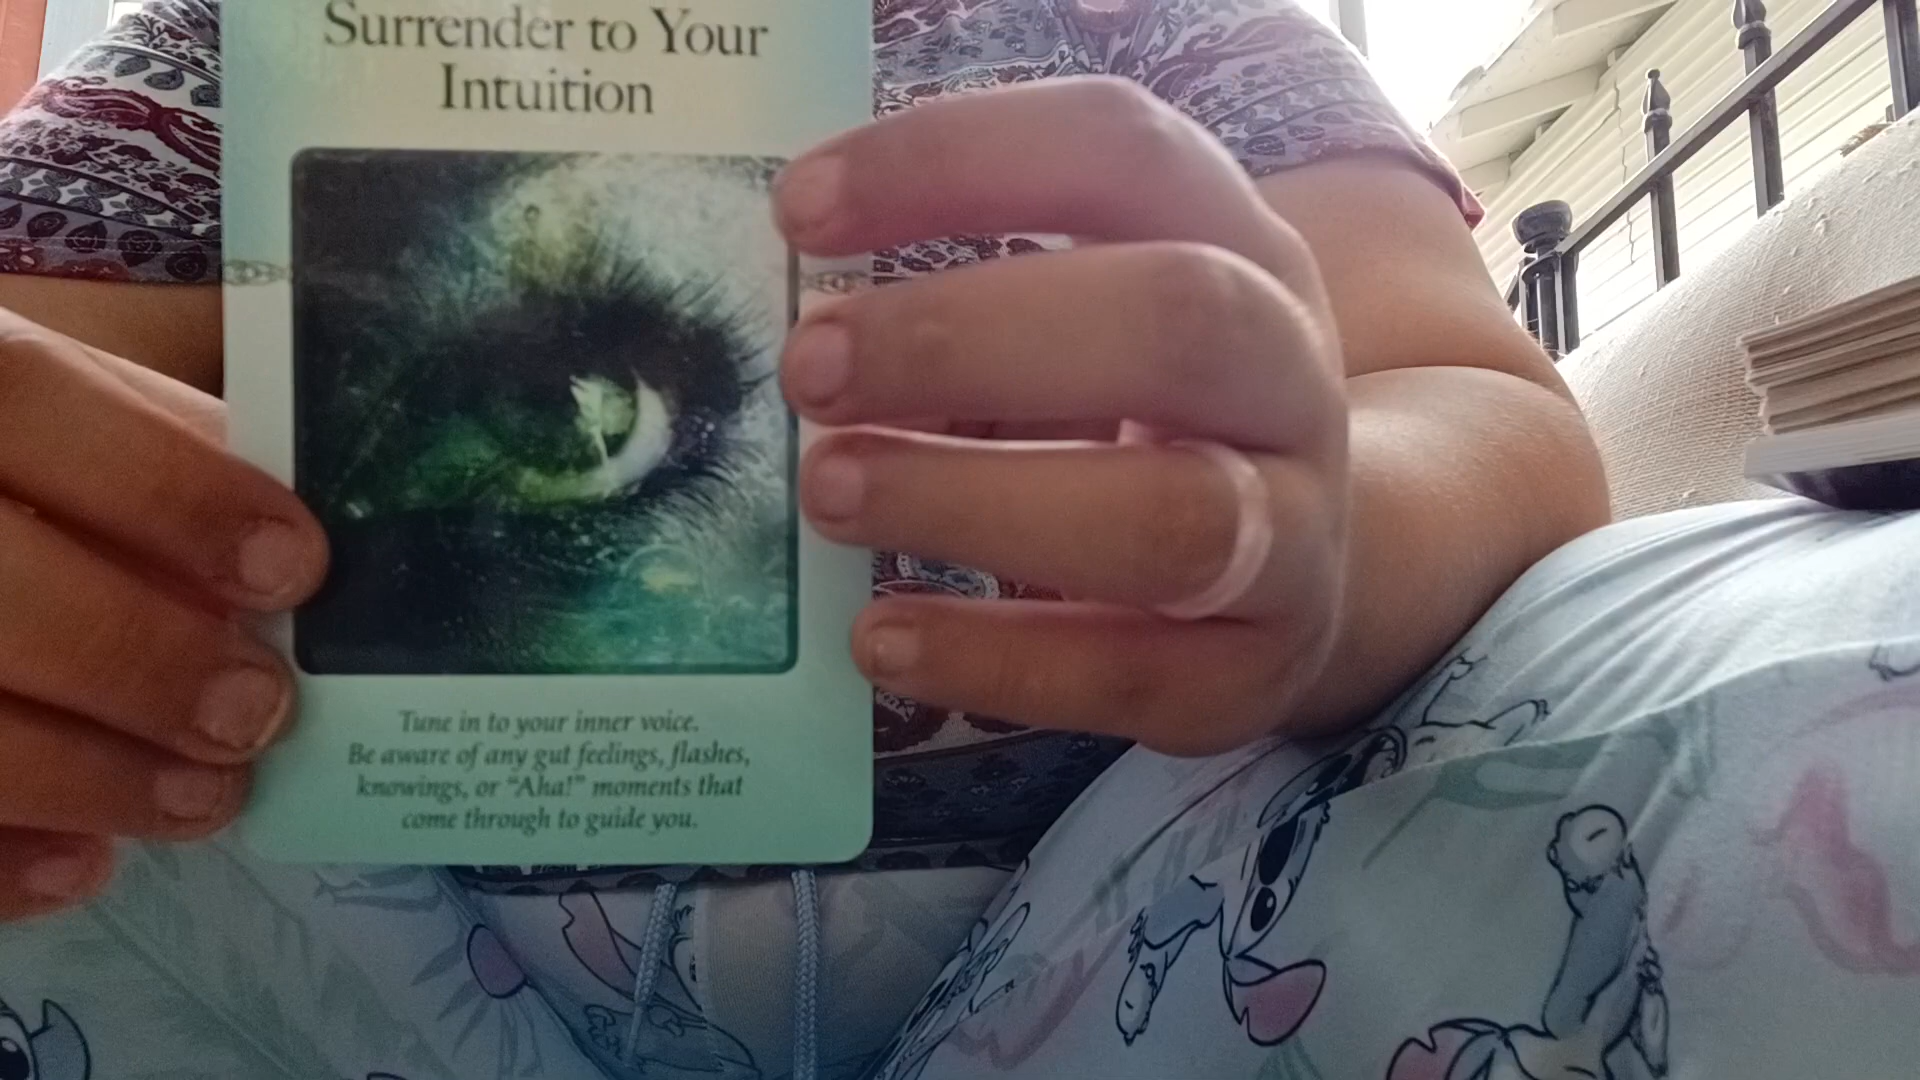 Surrender to Your
Intuition
Tune in to your inner voice.
Be aware of any gut feelings, flashes,
knowings, or “Aha!” moments that
come through to guide you.